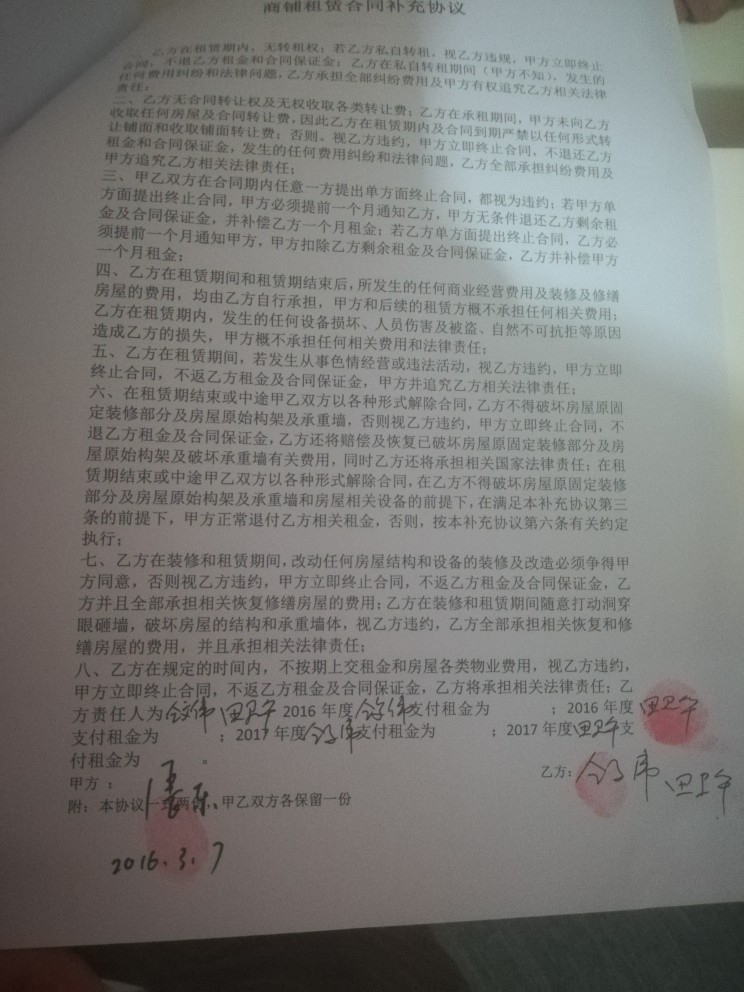 商铺租赁合同补充协议
一、乙方在租赁期内，无转租权；若乙方私自转租，视乙方违规，甲方立即终止
合同，不退乙方租金和合同保证金；乙方在私自转租期间（甲方不知），发生的
任何费用纠纷和法律问题，乙方承担全部纠纷费用及甲方有权追究乙方相关法律
责任；
二、乙方无合同转让权及无权收取各类转让费；乙方在承租期间，甲方未向乙方
收取任何房屋及合同转让费，因此乙方在租赁期内及合同到期严禁以任何形式转
让铺面和收取铺面转让费；否则。视乙方违约，甲方立即终止合同，不退还乙方
租金和合同保证金，发生的任何费用纠纷和法律问题，乙方全部承担纠纷费用及
甲方追究乙方相关法律责任；
三、甲乙双方在合同期内任意一方提出单方面终止合同，都视为违约；若甲方单
方面提出终止合同，甲方必须提前一个月通知乙方，甲方无条件退还乙方剩余租
金及合同保证金，并补偿乙方一个月租金；若乙方单方面提出终止合同，乙方必
须提前一个月通知甲方，甲方扣除乙方剩余租金及合同保证金，乙方并补偿甲方
一个月租金；
四、乙方在租赁期间和租赁期结束后，所发生的任何商业经营费用及装修及修缮
房屋的费用，均由乙方自行承担，甲方和后续的租赁方概不承担任何相关费用；
乙方在租赁期内，发生的任何设备损坏、人员伤害及被盗、自然不可抗拒等原因
造成乙方的损失，甲方概不承担任何相关费用和法律责任；
五、乙方在租赁期间，若发生从事色情经营或违法活动，视乙方违约，甲方立即
终止合同，不返乙方租金及合同保证金，甲方并追究乙方相关法律责任；
六、在租赁期结束或中途甲乙双方以各种形式解除合同，乙方不得破坏房屋原固
定装修部分及房屋原始构架及承重墙，否则视乙方违约，甲方立即终止合同，不
退乙方租金及合同保证金，乙方还将赔偿及恢复已破坏房屋原固定装修部分及房
屋原始构架及破坏承重墙有关费用，同时乙方还将承担相关国家法律责任；在租
赁期结束或中途甲乙双方以各种形式解除合同，在乙方不得破坏房屋原固定装修
部分及房屋原始构架及承重墙和房屋相关设备的前提下，在满足本补充协议第三
条的前提下，甲方正常退付乙方相关租金，否则，按本补充协议第六条有关约定
执行；
七、乙方在装修和租赁期间，改动任何房屋结构和设备的装修及改造必须争得甲
方同意，否则视乙方违约，甲方立即终止合同，不返乙方租金及合同保证金，乙
方并且全部承担相关恢复修缮房屋的费用；乙方在装修和租赁期间随意打动洞穿
眼砸墙，破坏房屋的结构和承重墙体，视乙方违约，乙方全部承担相关恢复和修
缮房屋的费用，并且承担相关法律责任；
八、乙方在规定的时间内，不按期上交租金和房屋各类物业费用，视乙方违约，
甲方立即终止合同，不返乙方租金及合同保证金，乙方将承担相关法律责任；乙
方责任人为 2016年度 支付租金为 ；2016年度
支付租金为 ；2017年度 支付租金为 ；2017年度 支
付租金为 。
甲方： 乙方：
附：本协议一式两份，甲乙双方各保留一份
2016.3.7